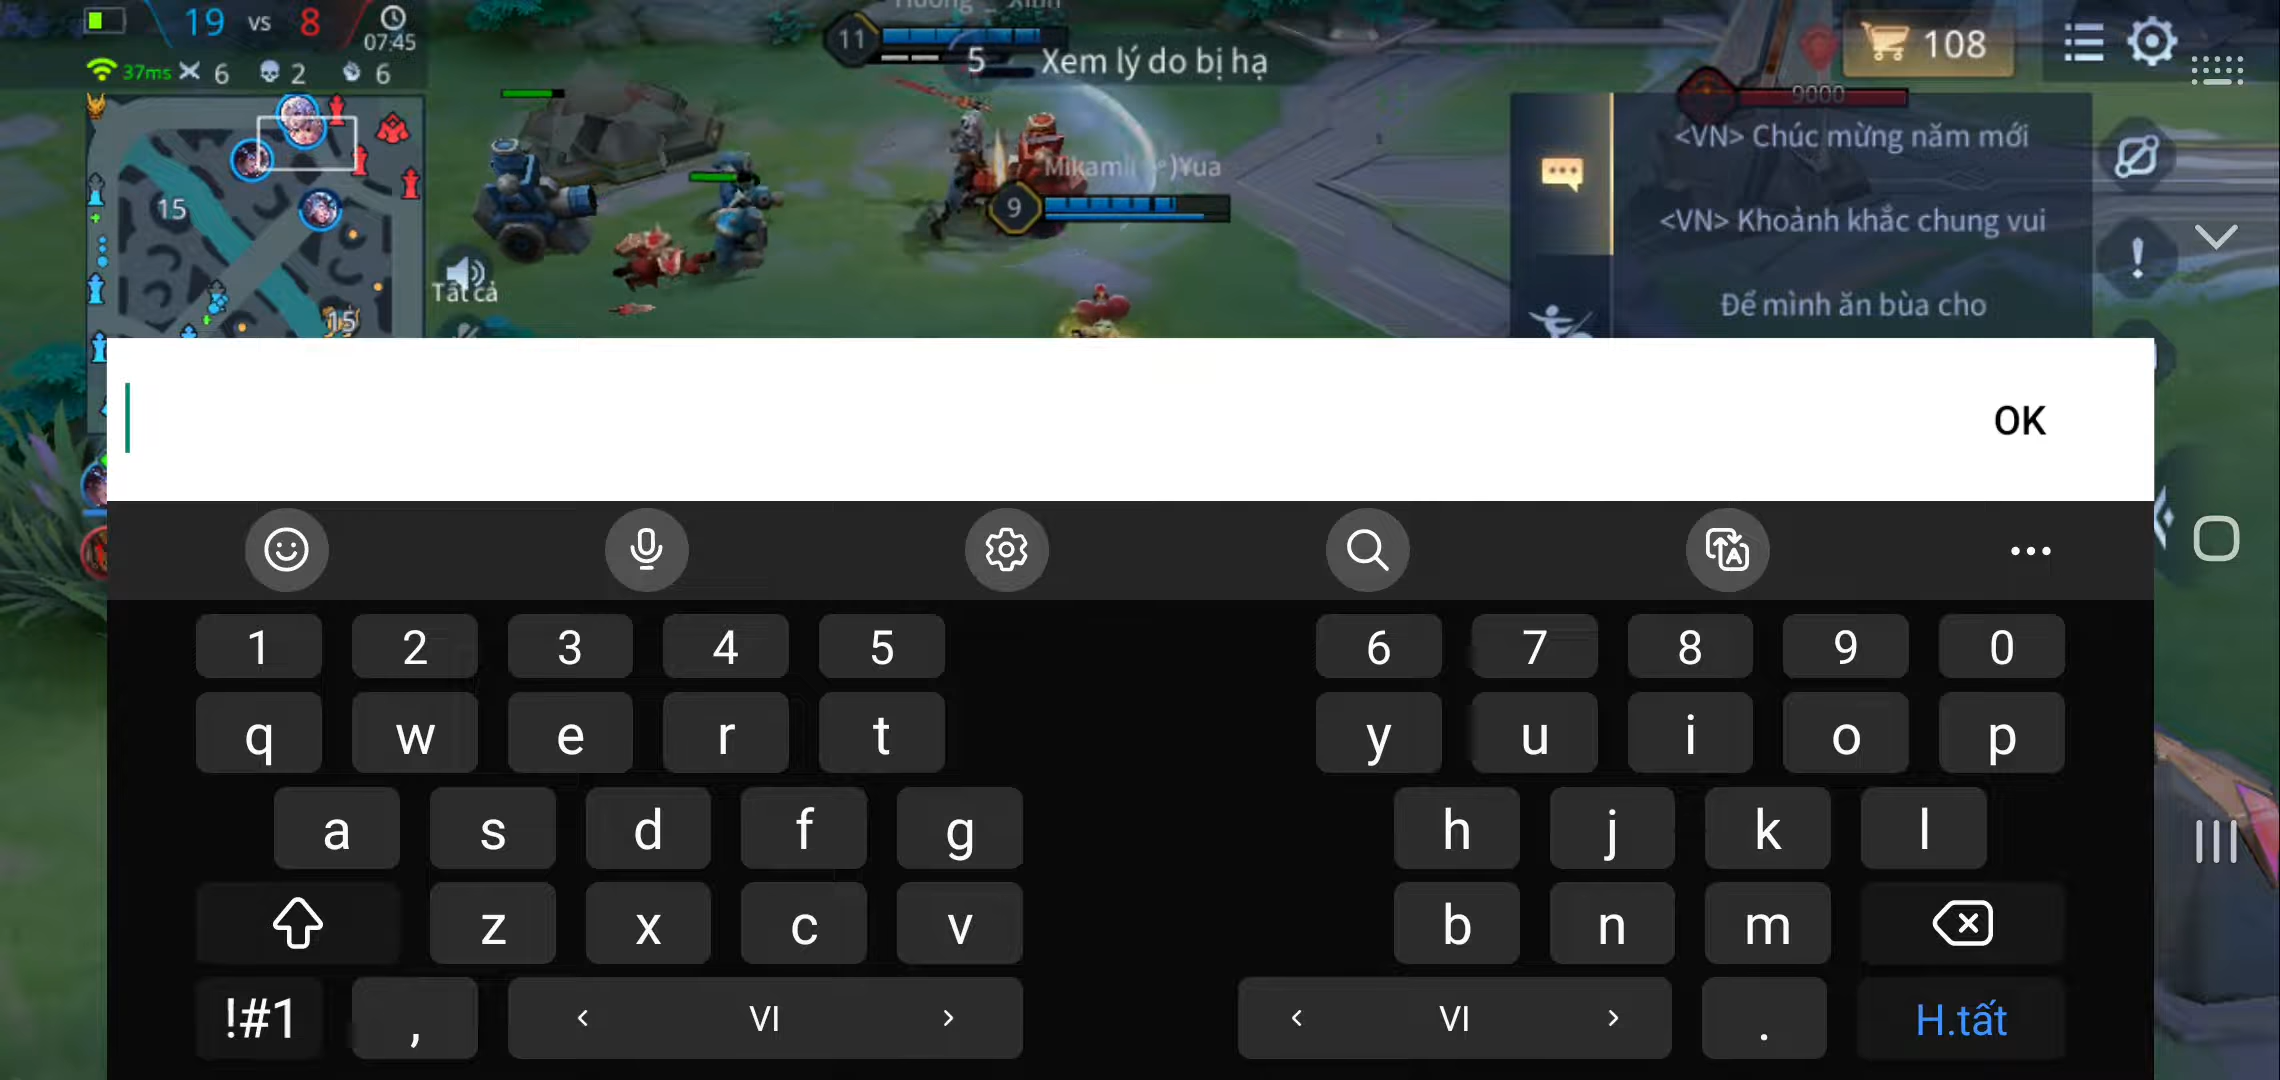 19 vs 8
07:45
37ms 6 2 6
15
15
Tất cả
11
5 Xem lý do bị hạ
9
108
9000
<VN> Chúc mừng năm mới
<VN> Khoảnh khắc chung vui
Để mình ăn bùa cho
OK
1 2 3 4 5 6 7 8 9 0
q w e r t y u i o p
a s d f g h j k l
z x c v b n m
!#1 , < VI > < VI > . H.tất